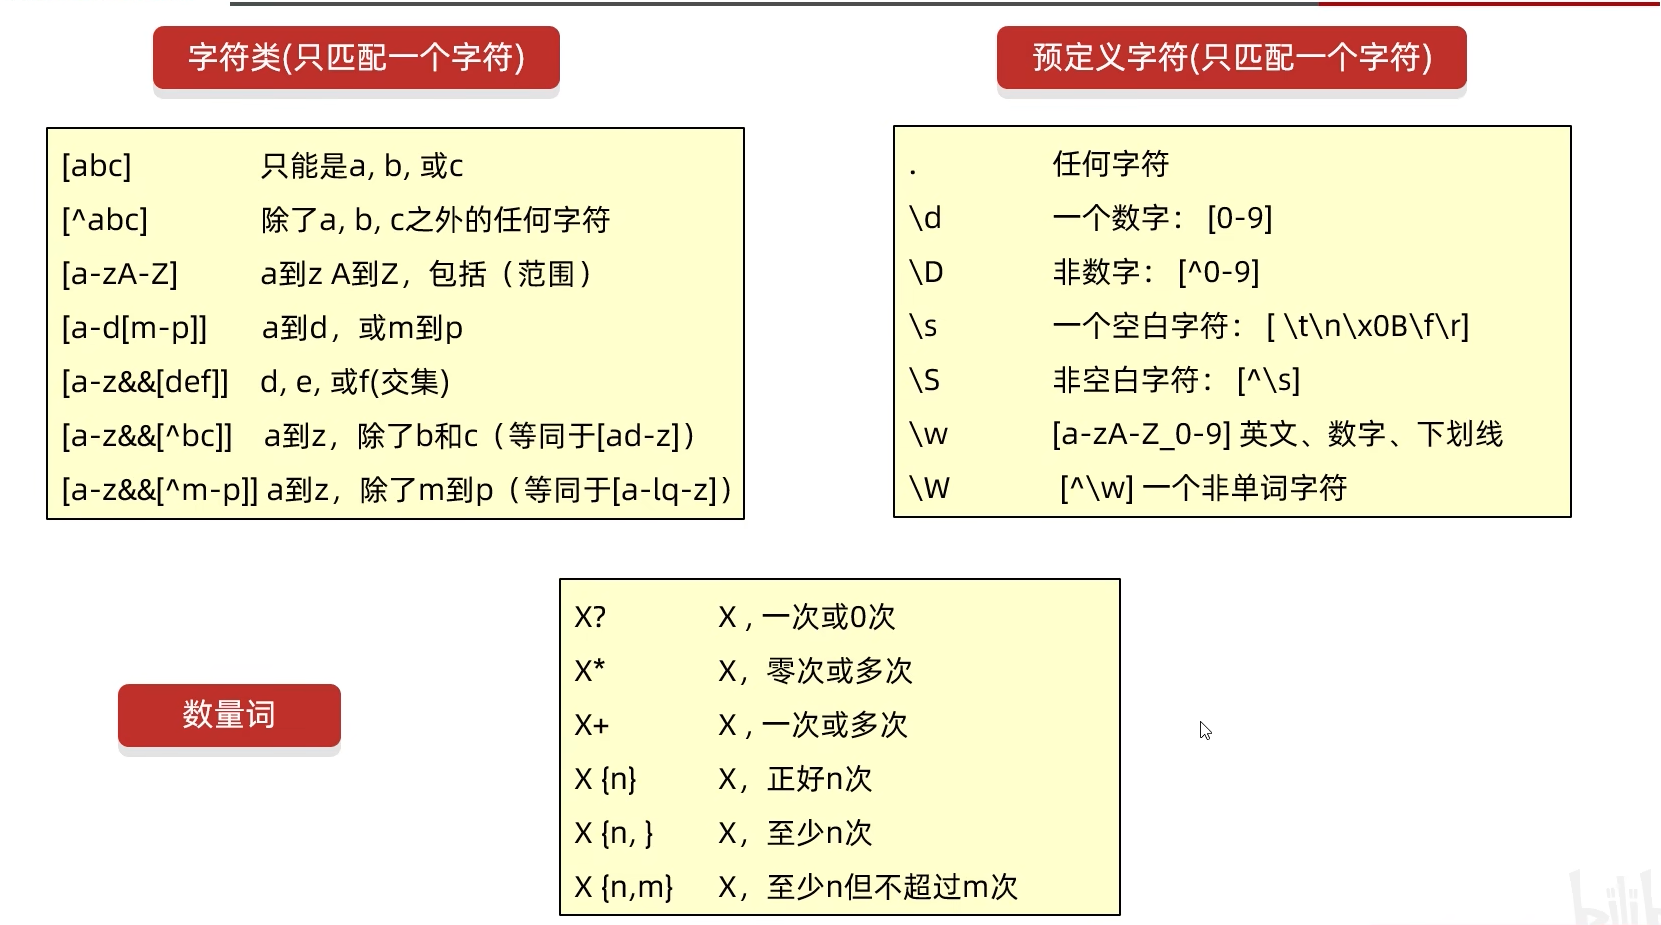 字符类(只匹配一个字符)
[abc] 只能是a, b, 或c
[^abc] 除了a, b, c之外的任何字符
[a-zA-Z] a到z A到Z，包括（范围）
[a-d[m-p]] a到d，或m到p
[a-z&&[def]] d, e, 或f(交集)
[a-z&&[^bc]] a到z，除了b和c（等同于[ad-z]）
[a-z&&[^m-p]] a到z，除了m到p（等同于[a-lq-z]）
预定义字符(只匹配一个字符)
. 任何字符
\d 一个数字： [0-9]
\D 非数字： [^0-9]
\s 一个空白字符： [ \t\n\x0B\f\r]
\S 非空白字符： [^\s]
\w [a-zA-Z_0-9] 英文、数字、下划线
\W [^\w] 一个非单词字符
数量词
X? X , 一次或0次
X* X，零次或多次
X+ X , 一次或多次
X {n} X，正好n次
X {n, } X，至少n次
X {n,m} X，至少n但不超过m次